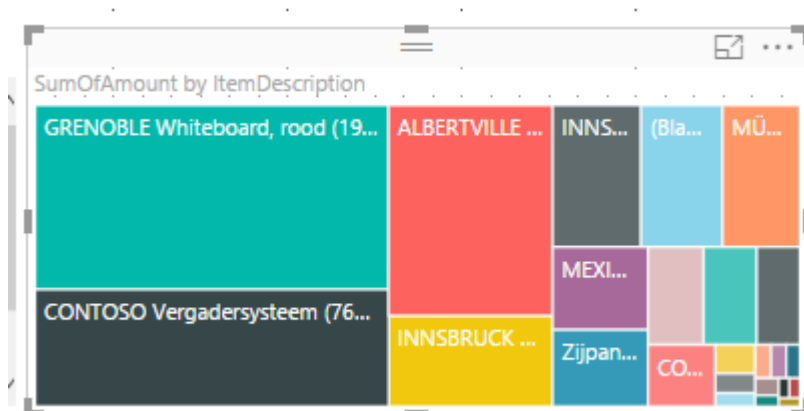 SumOfAmount by ItemDescription
GRENOBLE Whiteboard, rood (19...
ALBERTVILLE ...
INNS...
(Bla...
MÜ...
MEXI...
CONTOSO Vergadersysteem (76...
INNSBRUCK ...
Zijpan...
CO...